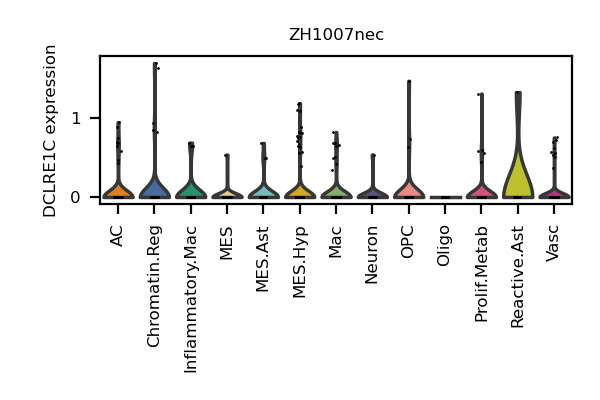 ZH1007nec
DCLRE1C expression
1
0
AC
Chromatin.Reg
Inflammatory.Mac
MES
MES.Ast
MES.Hyp
Mac
Neuron
OPC
Oligo
Prolif.Metab
Reactive.Ast
Vasc